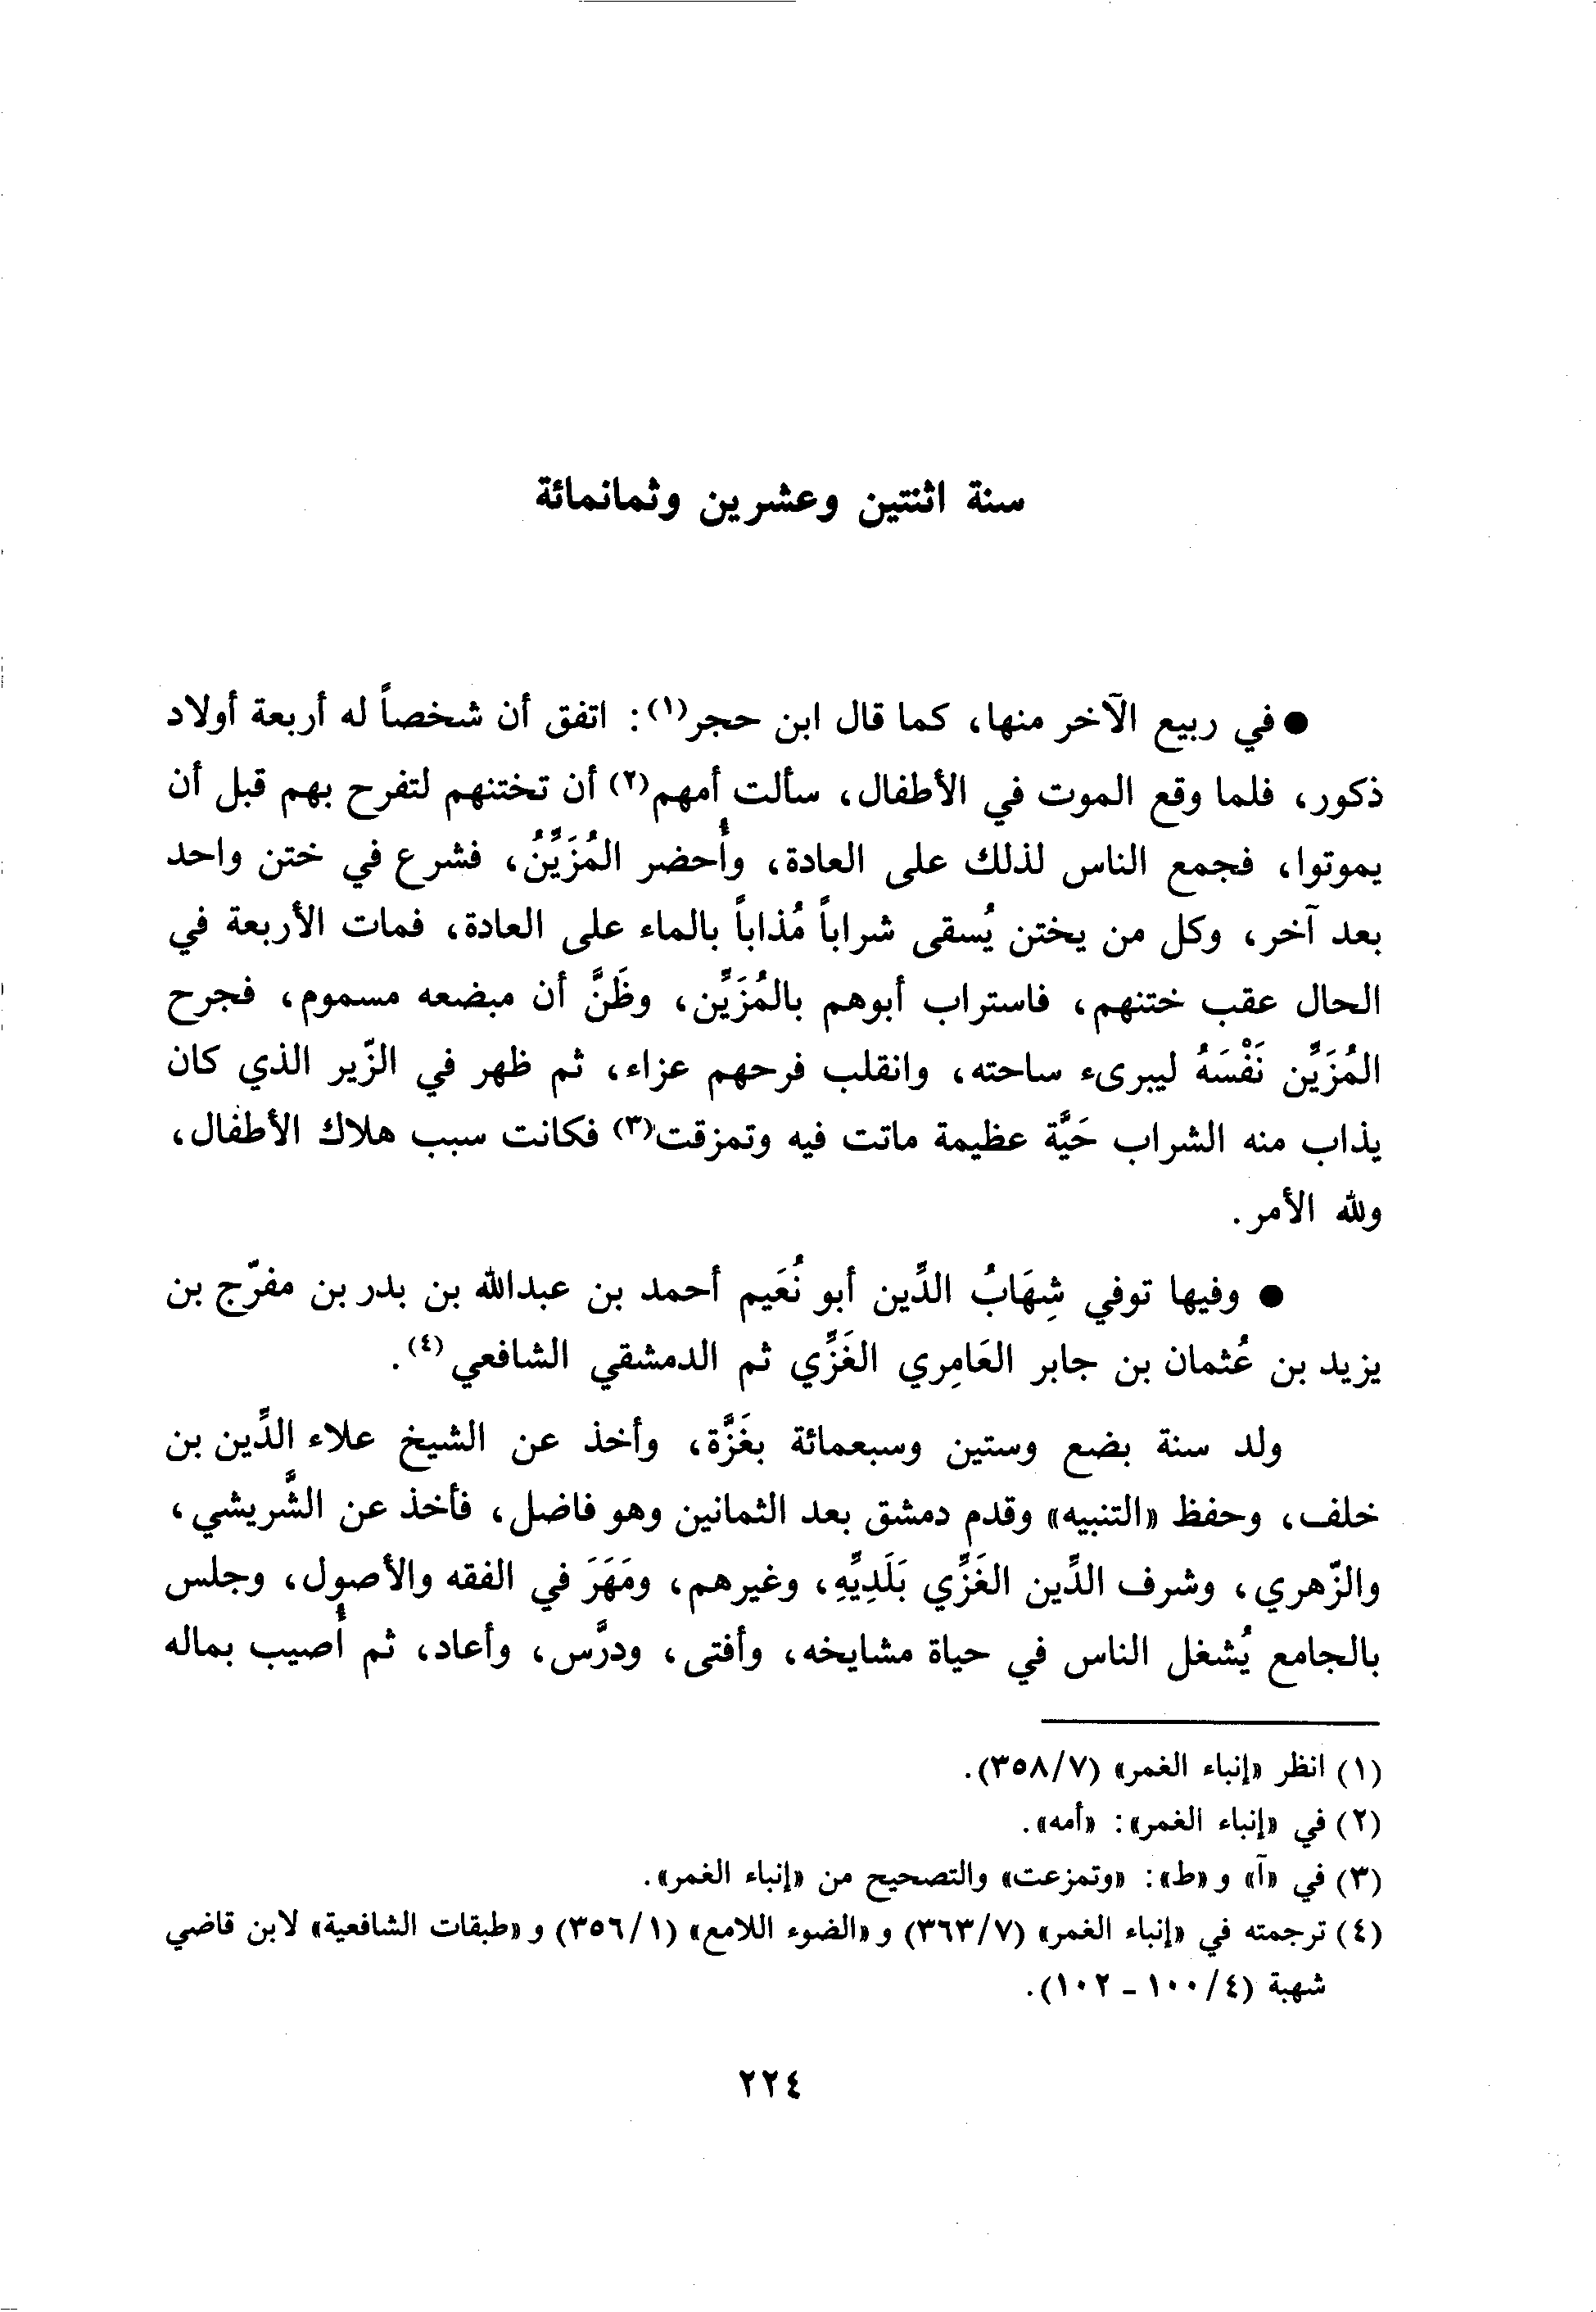 سنة اثنتين وعشرين وثمانمائة
● في ربيع الآخر منها، كما قال ابن حجر(١): اتفق أن شخصاً له أربعة أولاد
ذكور، فلما وقع الموت في الأطفال، سألت أمهم(٢) أن تختنهم لتفرح بهم قبل أن
يموتوا، فجمع الناس لذلك على العادة، وأُحضر المُزَيِّنُ، فشرع في ختن واحد
بعد آخر، وكل من يختن يُسقى شراباً مُذاباً بالماء على العادة، فمات الأربعة في
الحال عقب ختنهم، فاستراب أبوهم بالمُزَيِّن، وظَنَّ أن مبضعه مسموم، فجرح
المُزَيِّن نَفْسَهُ ليبرىء ساحته، وانقلب فرحهم عزاء، ثم ظهر في الزّير الذي كان
يذاب منه الشراب حَيَّة عظيمة ماتت فيه وتمزقت(٣) فكانت سبب هلاك الأطفال،
ولله الأمر.
● وفيها توفي شِهَابُ الدِّين أبو نُعَيم أحمد بن عبدالله بن بدر بن مفرّج بن
يزيد بن عُثمان بن جابر العَامِري الغَزِّي ثم الدمشقي الشافعي(٤).
ولد سنة بضع وستين وسبعمائة بغَزَّة، وأخذ عن الشيخ علاء الدِّين بن
خلف، وحفظ «التنبيه» وقدم دمشق بعد الثمانين وهو فاضل، فأخذ عن الشَّريشي،
والزّهري، وشرف الدِّين الغَزِّي بَلَدِيِّهِ، وغيرهم، ومَهَرَ في الفقه والأصول، وجلس
بالجامع يُشغل الناس في حياة مشايخه، وأفتى، ودرَّس، وأعاد، ثم أُصيب بماله
(١) انظر «إنباء الغمر» (٣٥٨/٧).
(٢) في «إنباء الغمر»: «أمه».
(٣) في «آ» و«ط»: «وتمزعت» والتصحيح من «إنباء الغمر».
(٤) ترجمته في «إنباء الغمر» (٣٦٣/٧) و«الضوء اللامع» (٣٥٦/١) و«طبقات الشافعية» لابن قاضي
شهبة (١٠٠/٤ - ١٠٢).
٢٢٤